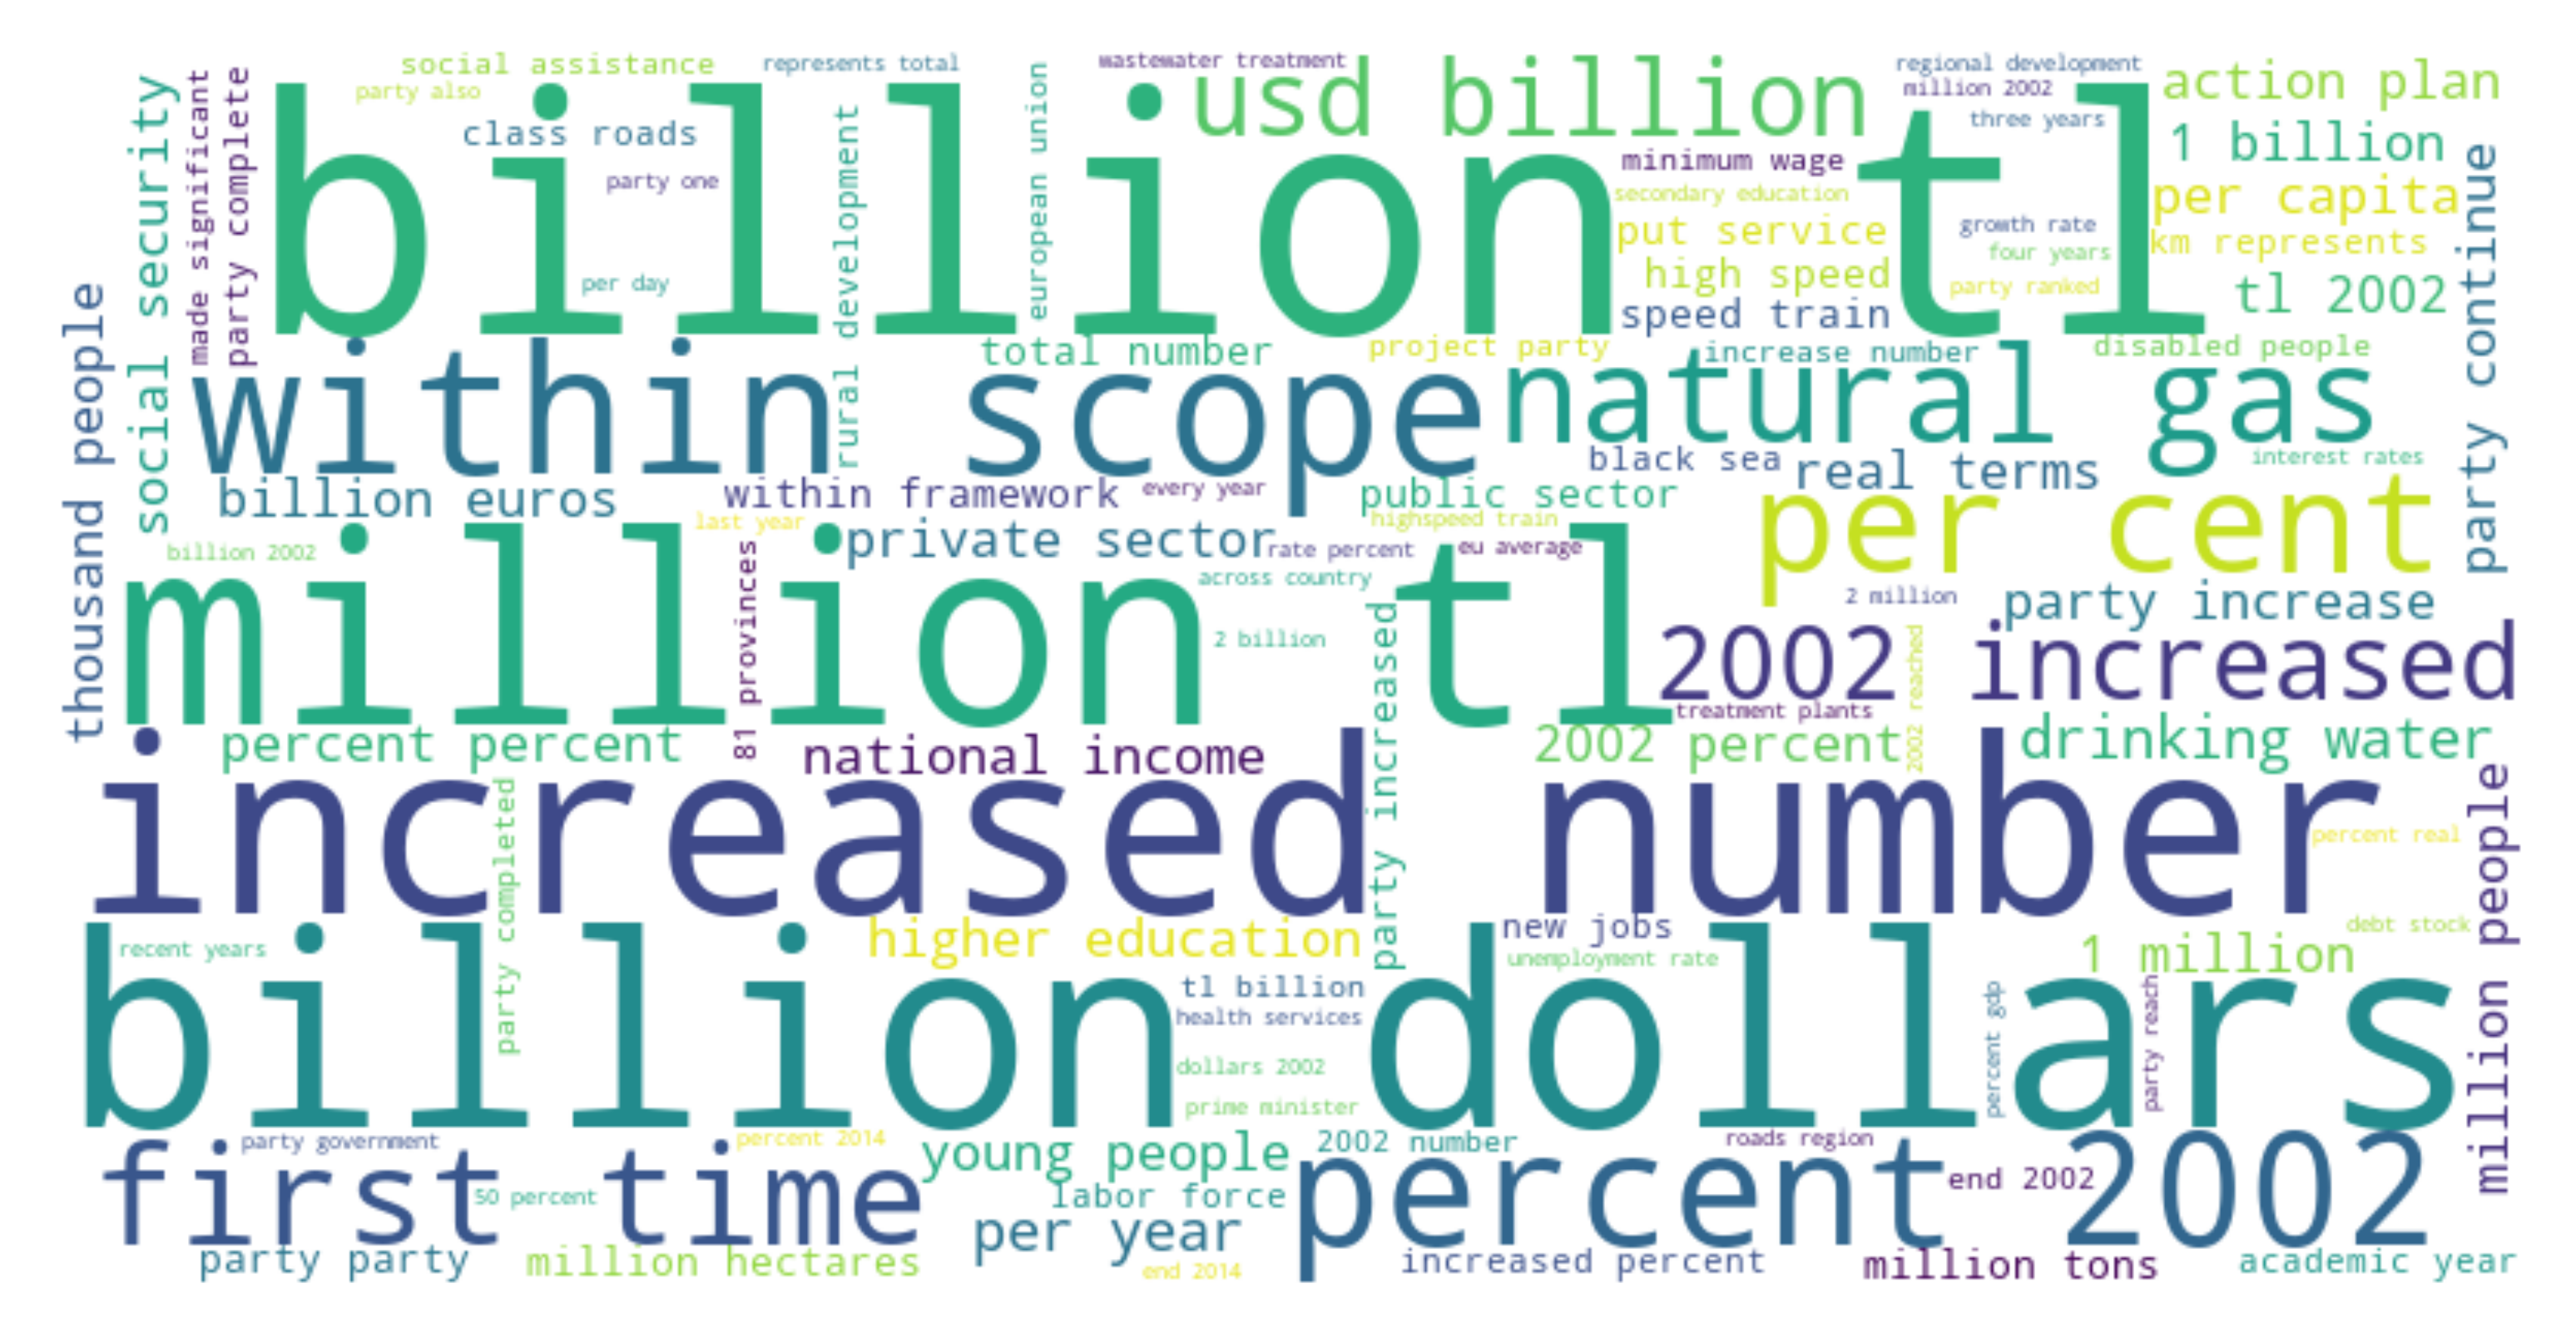 social assistance
represents total
wastewater treatment
regional development
party also
usd billion
million 2002
action plan
class roads
three years
1 billion
party one
minimum wage
secondary education
per capita
billion tl
put service
growth rate
km represents
four years
per day
high speed
party ranked
tl 2002
speed train
social security
made significant
party complete
rural development
european union
party continue
thousand people
total number
project party
increase number
disabled people
within scope
natural gas
black sea
real terms
interest rates
billion euros
within framework
every year
public sector
per cent
last year
highspeed train
private sector
rate percent
eu average
billion 2002
across country
million tl
2 million
party increase
2 billion
81 provinces
party increased
2002 increased
2002 reached
treatment plants
percent percent
national income
2002 percent
drinking water
increased number
percent real
party completed
million people
higher education
new jobs
debt stock
recent years
unemployment rate
1 million
tl billion
health services
billion dollars
percent gdp
party reach
dollars 2002
prime minister
party government
percent 2014
young people
2002 number
roads region
first time
50 percent
labor force
percent 2002
end 2002
per year
party party
million hectares
end 2014
increased percent
million tons
academic year